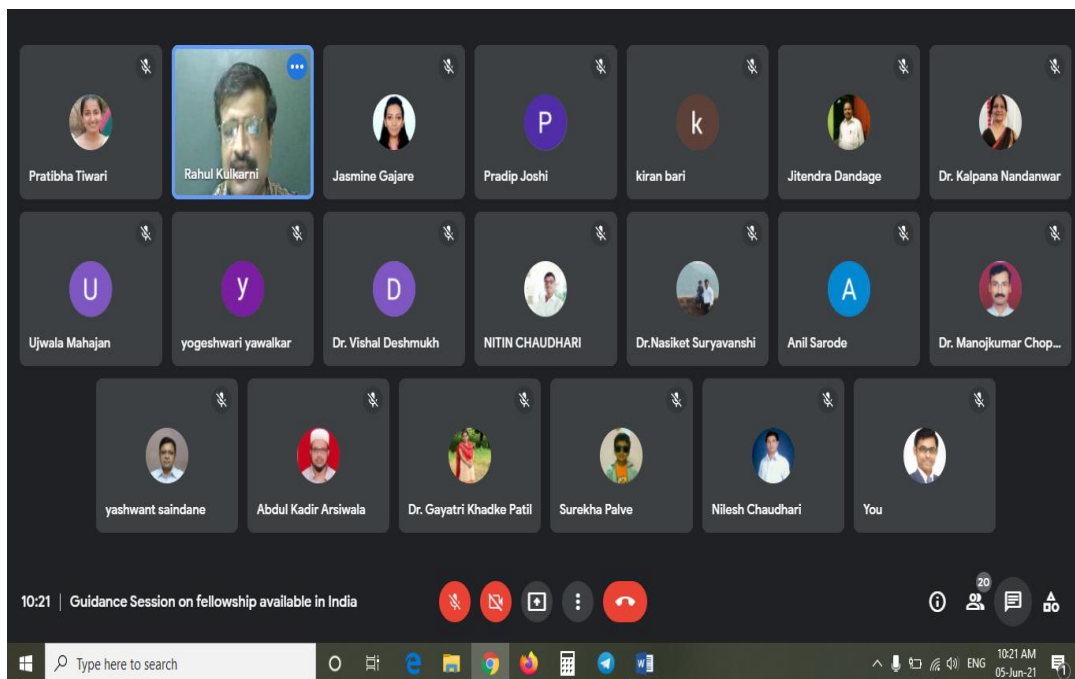 Pratibha Tiwari
Rahul Kulkarni
Jasmine Gajare
P
Pradip Joshi
k
kiran bari
Jitendra Dandage
Dr. Kalpana Nandanwar
U
Ujwala Mahajan
y
yogeshwari yawalkar
D
Dr. Vishal Deshmukh
NITIN CHAUDHARI
Dr.Nasiket Suryavanshi
A
Anil Sarode
Dr. Manojkumar Chop...
yashwant saindane
Abdul Kadir Arsiwala
Dr. Gayatri Khadke Patil
Surekha Palve
Nilesh Chaudhari
You
10:21 | Guidance Session on fellowship available in India
20
Type here to search
W
ENG
10:21 AM
05-Jun-21
1